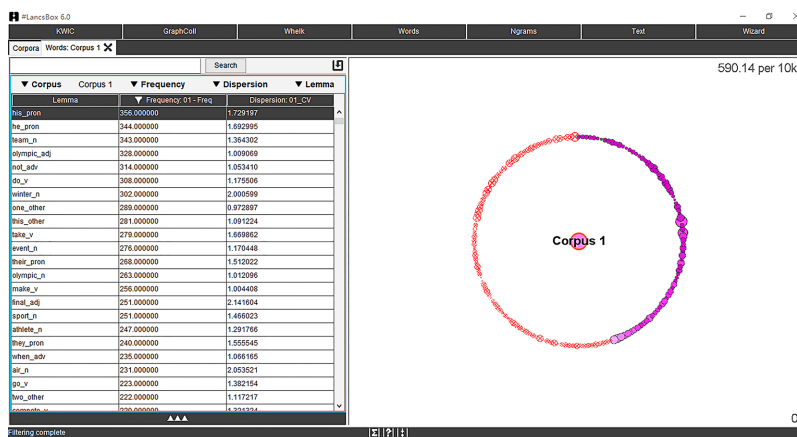 #LancsBox 6.0
KWIC GraphColl Whelk Words Ngrams Text Wizard
Corpora Words: Corpus 1
Search
590.14 per 10k
▼ Corpus Corpus 1 ▼ Frequency ▼ Dispersion ▼ Lemma
Lemma Frequency: 01 - Freq Dispersion: 01_CV
his_pron 356.000000 1.729197
he_pron 344.000000 1.692995
team_n 343.000000 1.364302
olympic_adj 328.000000 1.009069
not_adv 314.000000 1.053410
do_v 308.000000 1.175506
winter_n 302.000000 2.000599
one_other 289.000000 0.972897
this_other 281.000000 1.091224
take_v 279.000000 1.669862
event_n 276.000000 1.170448
their_pron 268.000000 1.512022
olympic_n 263.000000 1.012096
make_v 256.000000 1.004408
final_adj 251.000000 2.141604
sport_n 251.000000 1.466023
athlete_n 247.000000 1.291766
they_pron 240.000000 1.555545
when_adv 235.000000 1.066165
air_n 231.000000 2.053521
go_v 223.000000 1.382154
two_other 222.000000 1.117217
compete_v 220.000000 1.321324
Corpus 1
0
Filtering complete Σ ?